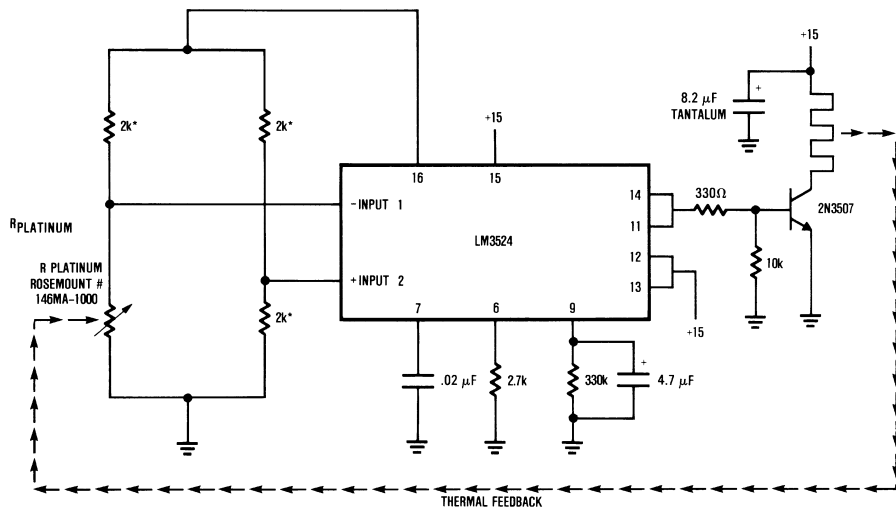 +15
8.2 μF
TANTALUM
2k*
2k*
+15
16
15
−INPUT 1
14
330Ω
2N3507
RPLATINUM
11
LM3524
R PLATINUM
ROSEMOUNT #
146MA-1000
+INPUT 2
12
10k
13
2k*
7
6
9
+15
.02 μF
2.7k
330k
+
4.7 μF
+
THERMAL FEEDBACK